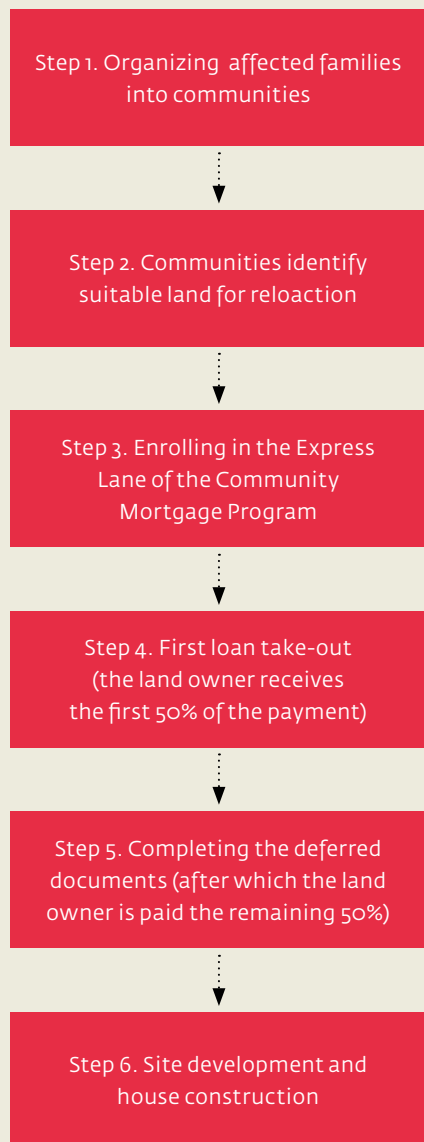 Step 1. Organizing affected families
into communities
Step 2. Communities identify
suitable land for reloaction
Step 3. Enrolling in the Express
Lane of the Community
Mortgage Program
Step 4. First loan take-out
(the land owner receives
the first 50% of the payment)
Step 5. Completing the deferred
documents (after which the land
owner is paid the remaining 50%)
Step 6. Site development and
house construction